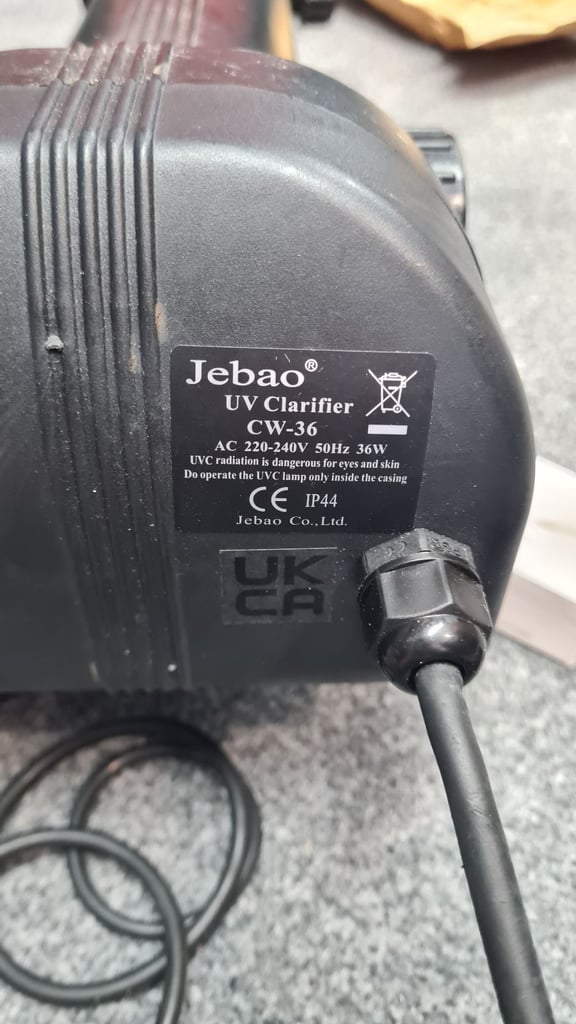 Jebao®
UV Clarifier
CW-36
AC 220-240V 50Hz 36W
UVC radiation is dangerous for eyes and skin
Do operate the UVC lamp only inside the casing
CE IP44
Jebao Co.,Ltd.
UK
CA